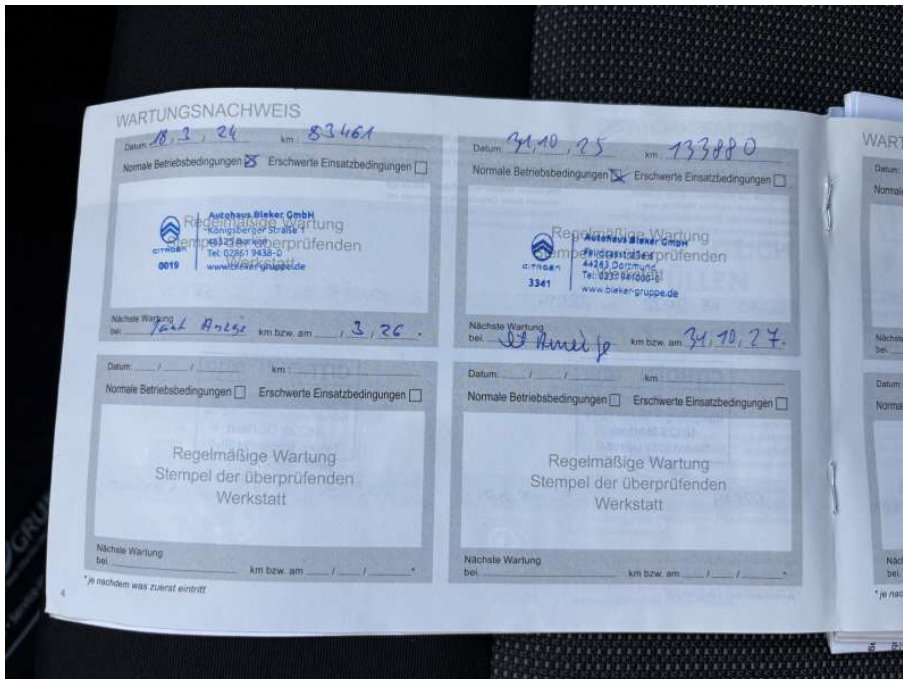 WARTUNGSNACHWEIS
Datum 18, 3, 24 km: 83461
Normale Betriebsbedingungen Erschwerte Einsatzbedingungen
Regelmäßige Wartung
Stempel der überprüfenden
Werkstatt
CITROËN
0019
Autohaus Bleker GmbH
Königsberger Straße 1
46325 Borken
Tel: 02861 9438-0
www.bleker-gruppe.de
Nächste Wartung
bei. laut km bzw. am / 3, 26.
Datum: 31, 10, 25 km: 133880
Normale Betriebsbedingungen Erschwerte Einsatzbedingungen
Regelmäßige Wartung
Stempel der überprüfenden
CITROËN
3341
Autohaus Bleker GmbH
44263 Dortmund
www.bleker-gruppe.de
Nächste Wartung
bei. km bzw. am 31, 10, 27.
Datum: / / km:
Normale Betriebsbedingungen Erschwerte Einsatzbedingungen
Regelmäßige Wartung
Stempel der überprüfenden
Werkstatt
Nächste Wartung
bei. km bzw. am / / *
Datum: / / km:
Normale Betriebsbedingungen Erschwerte Einsatzbedingungen
Regelmäßige Wartung
Stempel der überprüfenden
Werkstatt
Nächste Wartung
bei. km bzw. am / / *
* je nachdem was zuerst eintritt
4
WART
Datum: